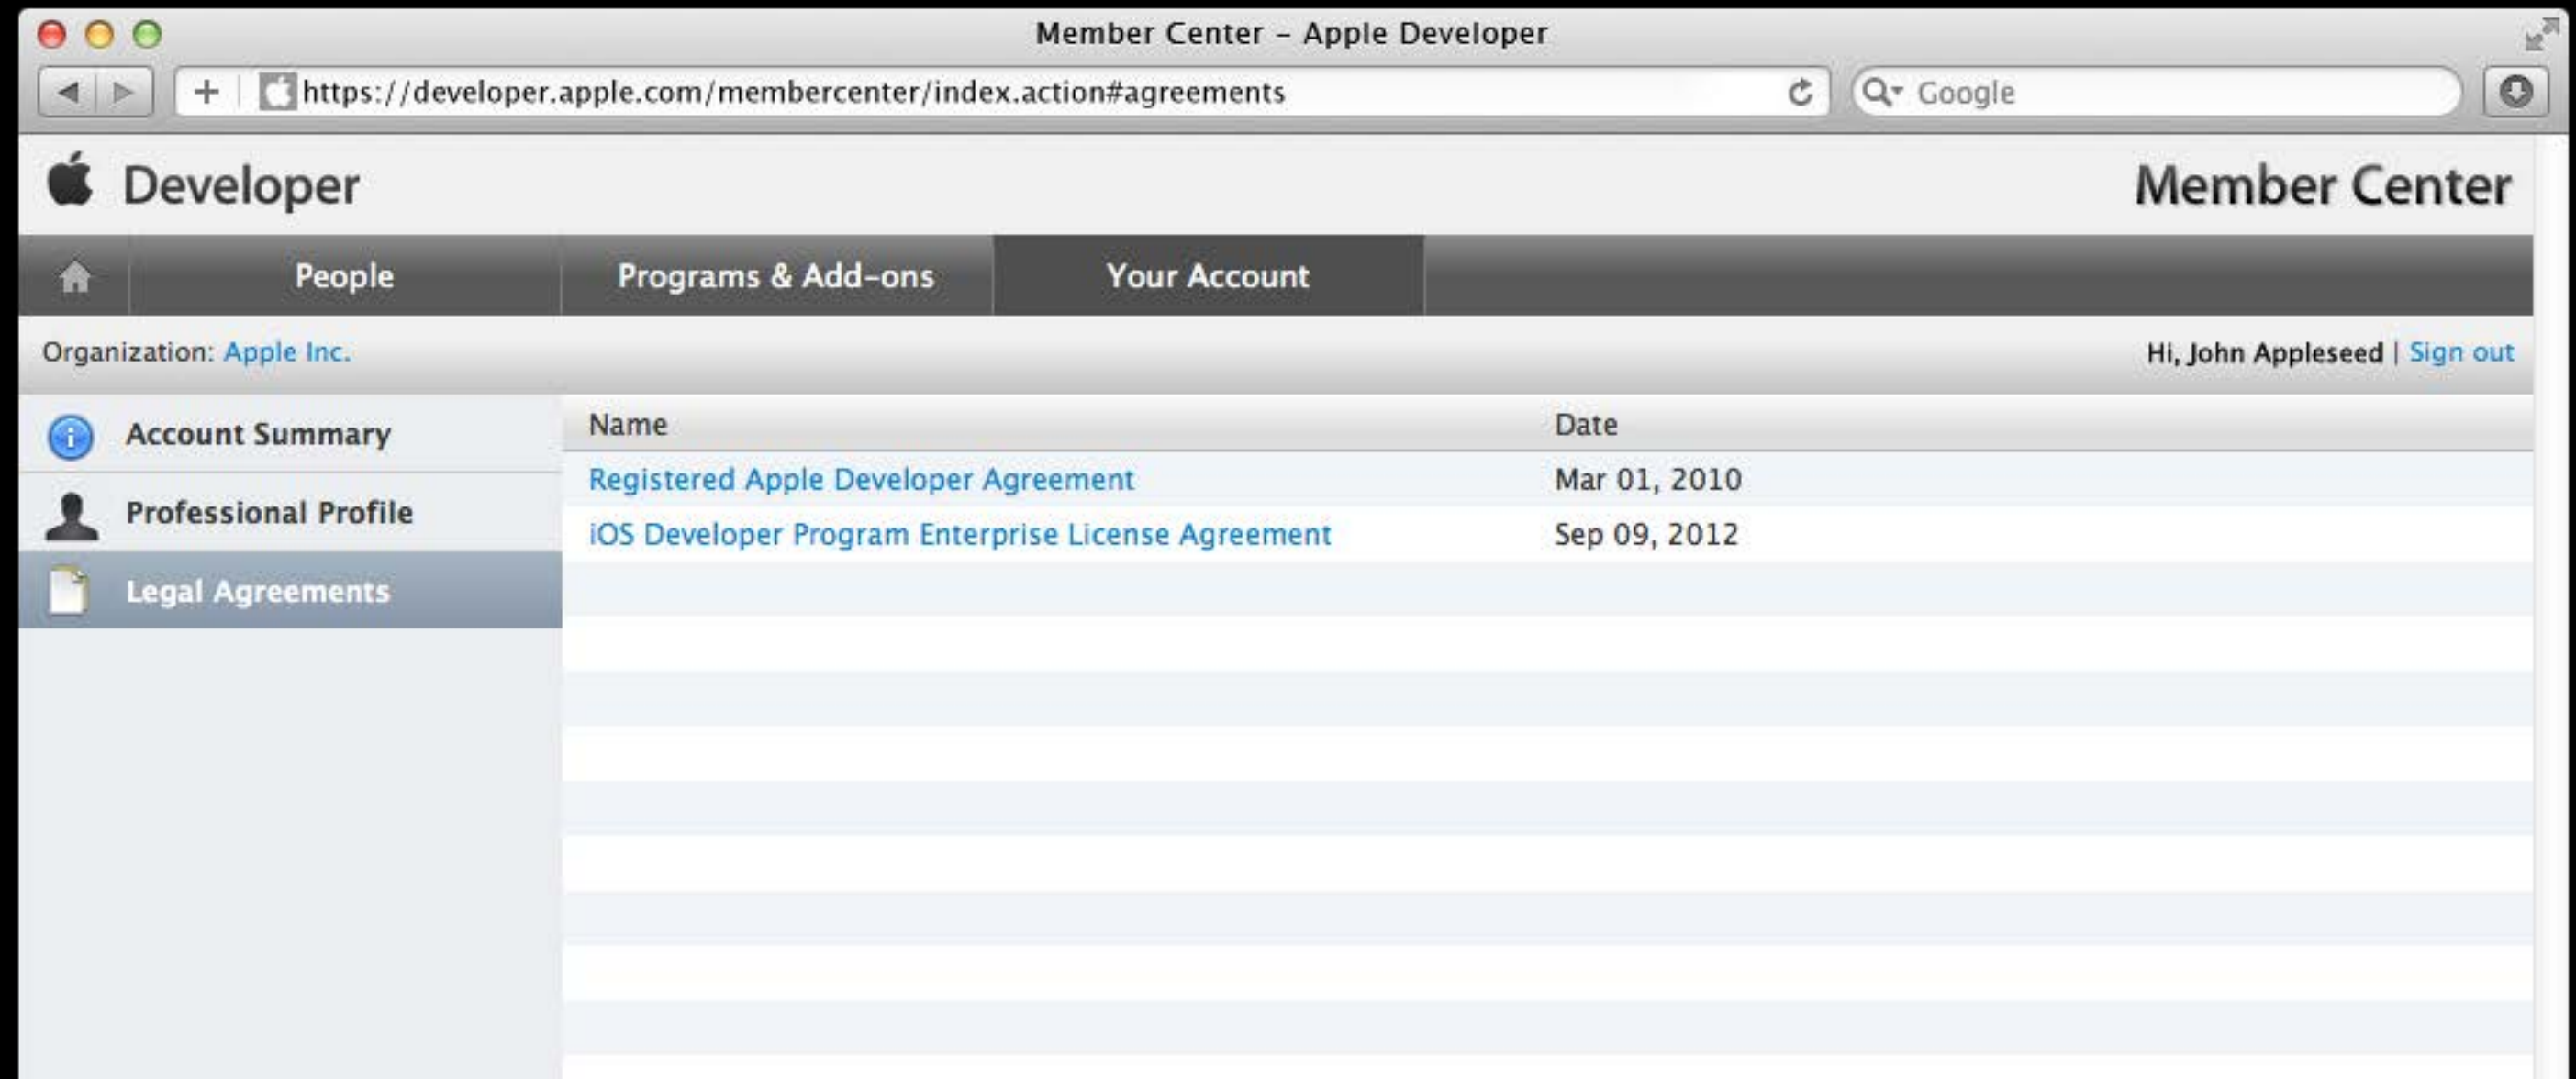 Member Center – Apple Developer
https://developer.apple.com/membercenter/index.action#agreements
Google
Developer
Member Center
People
Programs & Add-ons
Your Account
Organization: Apple Inc.
Hi, John Appleseed | Sign out
Account Summary
Professional Profile
Legal Agreements
Name Date
Registered Apple Developer Agreement Mar 01, 2010
iOS Developer Program Enterprise License Agreement Sep 09, 2012